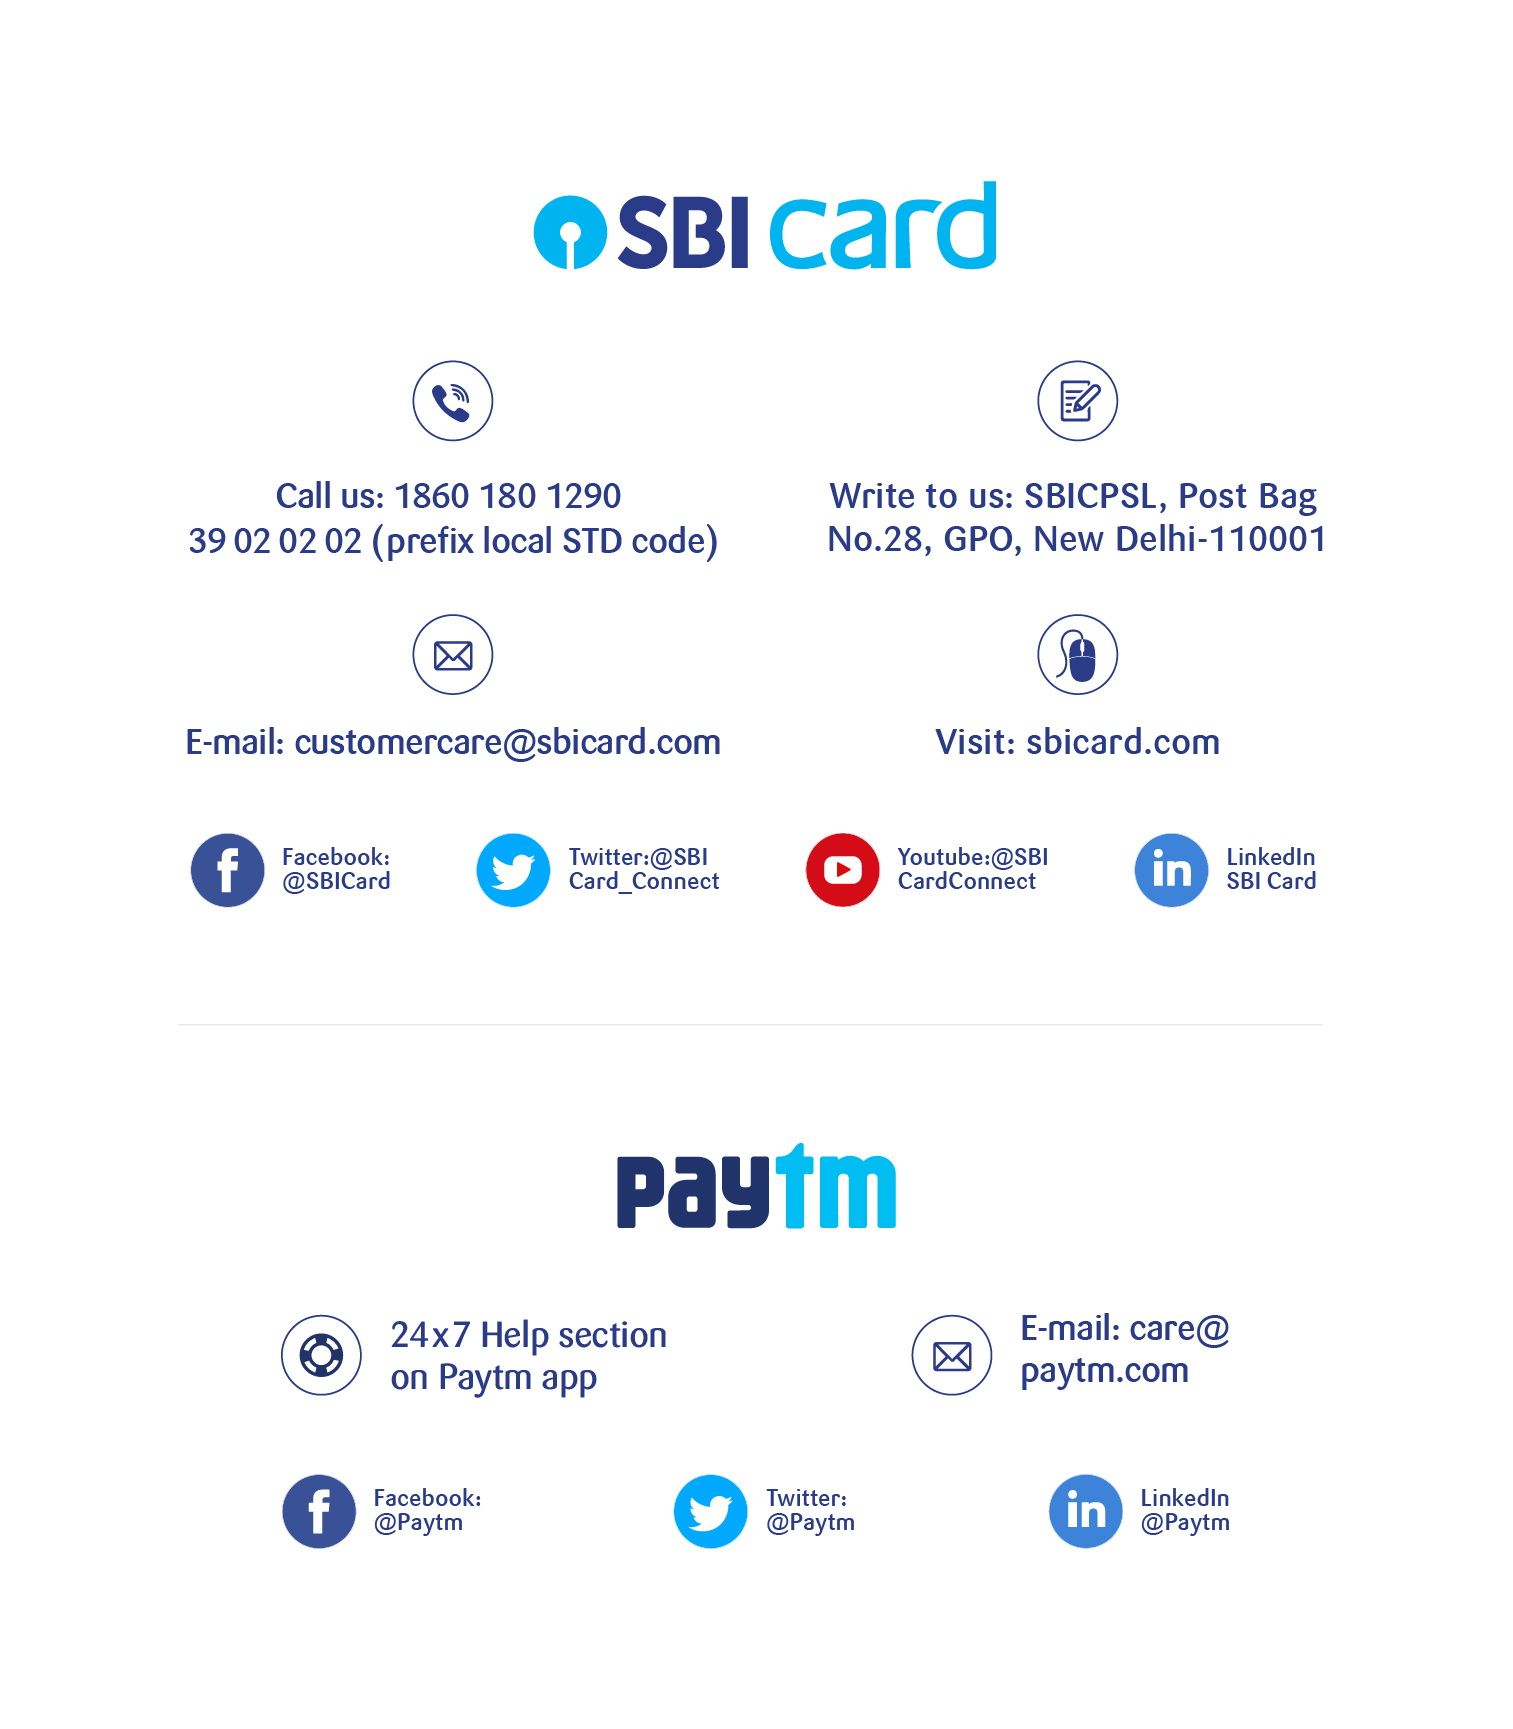 SBI card
Call us: 1860 180 1290
39 02 02 02 (prefix local STD code)
Write to us: SBICPSL, Post Bag
No.28, GPO, New Delhi-110001
E-mail: customercare@sbicard.com
Visit: sbicard.com
Facebook:
@SBICard
Twitter:@SBI
Card_Connect
Youtube:@SBI
CardConnect
LinkedIn
SBI Card
paytm
24x7 Help section
on Paytm app
E-mail: care@
paytm.com
Facebook:
@Paytm
Twitter:
@Paytm
LinkedIn
@Paytm